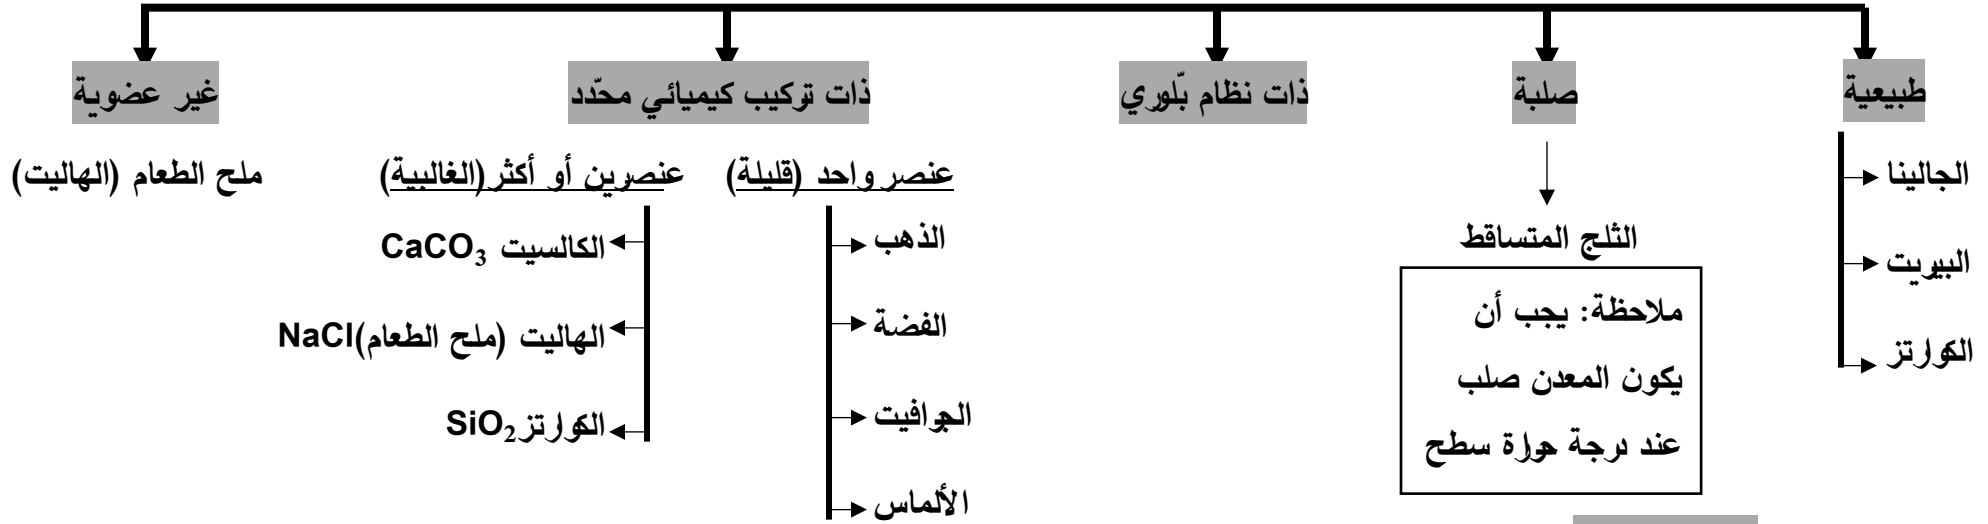 طبيعية
صلبة
ذات نظام بّلوري
ذات تركيب كيميائي محدّد
غير عضوية
الجالينا
البيريت
الكوارتز
الثلج المتساقط
ملاحظة: يجب أن
يكون المعدن صلب
عند درجة حرارة سطح
عنصر واحد (قليلة)
الذهب
الفضة
الجرافيت
الألماس
عنصرين أو أكثر(الغالبية)
الكالسيت CaCO₃
الهاليت (ملح الطعام)NaCl
الكوارتزSiO₂
ملح الطعام (الهاليت)